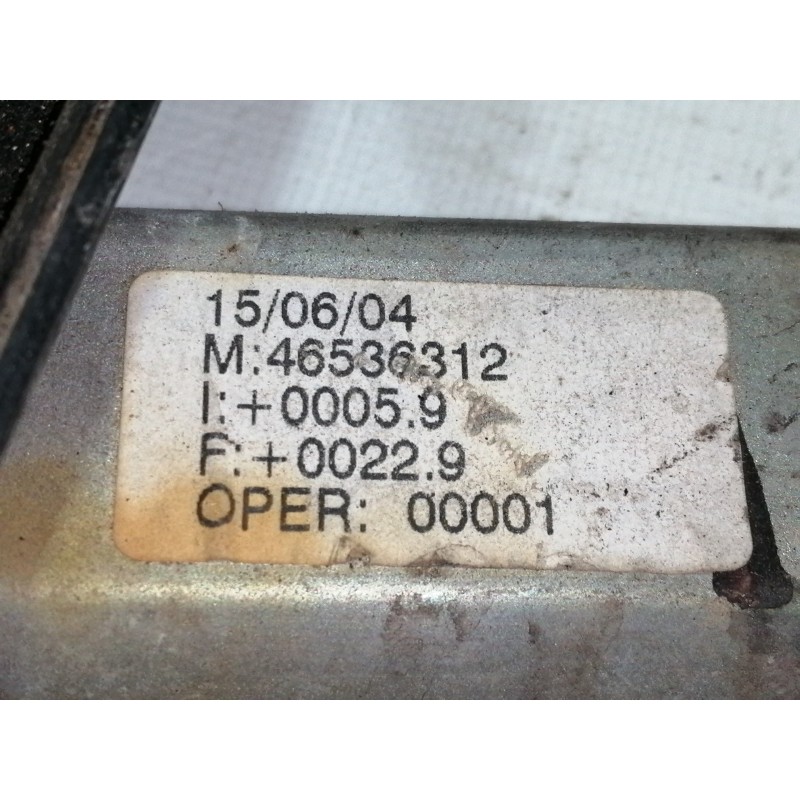 15/06/04
M:46536312
I:+0005.9
F:+0022.9
OPER: 00001